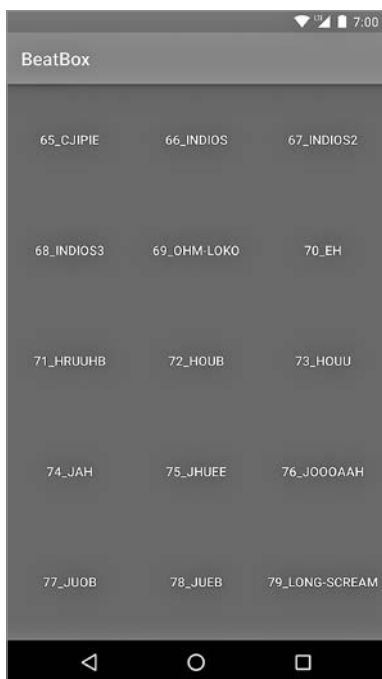 7:00
BeatBox
65_CJIPIE 66_INDIOS 67_INDIOS2
68_INDIOS3 69_OHM-LOKO 70_EH
71_HRUUHB 72_HOUB 73_HOUU
74_JAH 75_JHUEE 76_JOOOAAH
77_JUOB 78_JUEB 79_LONG-SCREAM